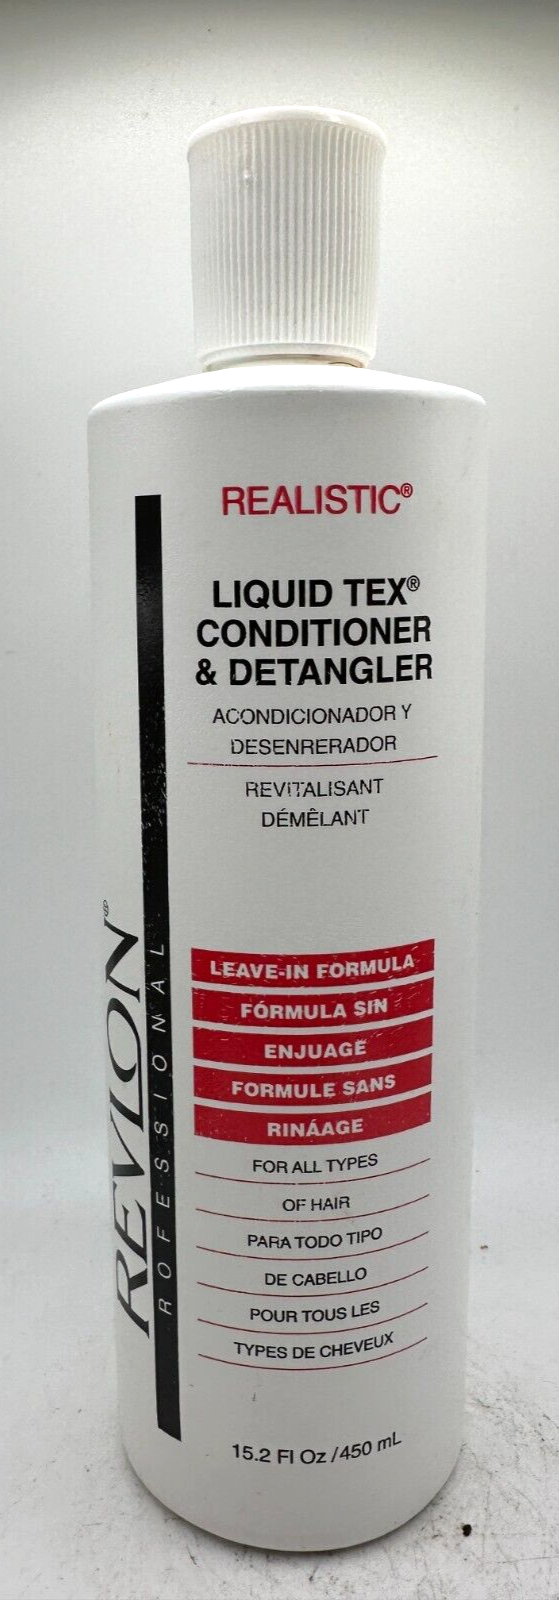 REALISTIC®
LIQUID TEX®
CONDITIONER
& DETANGLER
ACONDICIONADOR Y
DESENRERADOR
REVITALISANT
DÉMÊLANT
LEAVE-IN FORMULA
FÓRMULA SIN
ENJUAGE
FORMULE SANS
RINÁAGE
FOR ALL TYPES
OF HAIR
PARA TODO TIPO
DE CABELLO
POUR TOUS LES
TYPES DE CHEVEUX
15.2 Fl Oz / 450 mL
REVLON®
ROFESSIONAL